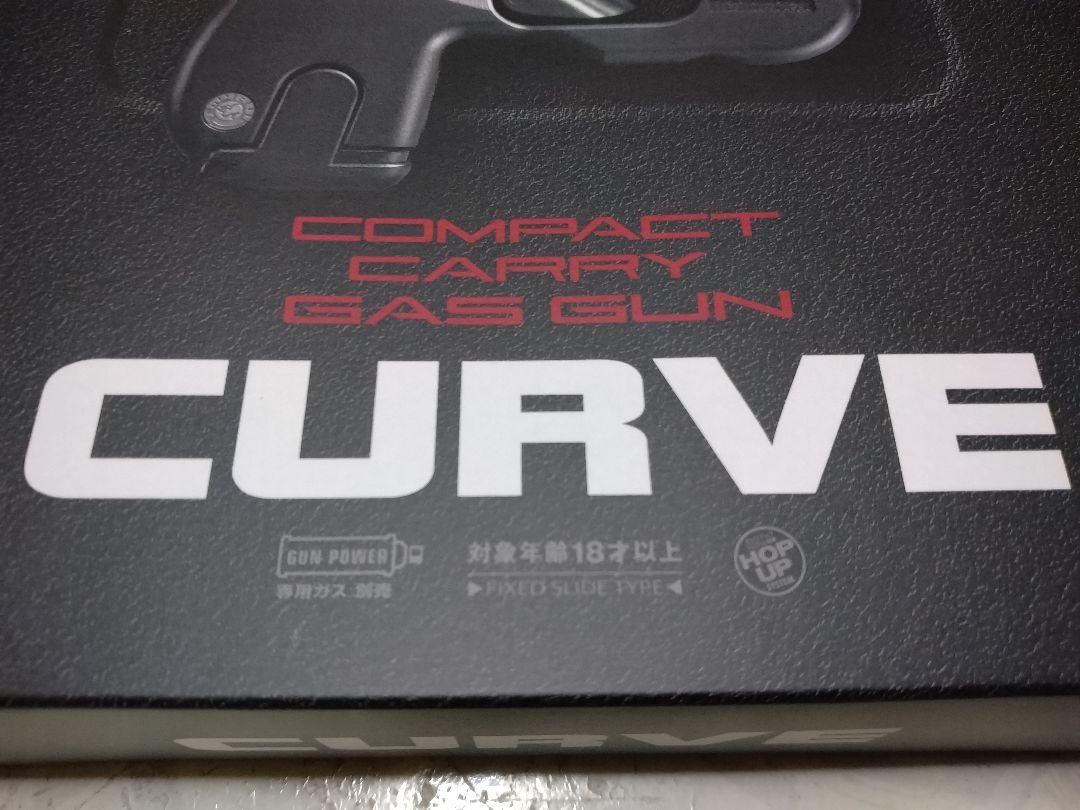 COMPACT
CARRY
GAS GUN
CURVE
GUN POWER
専用ガス 別売
対象年齢18才以上
▶FIXED SLIDE TYPE◀
HOP
UP
SYSTEM
CURVE